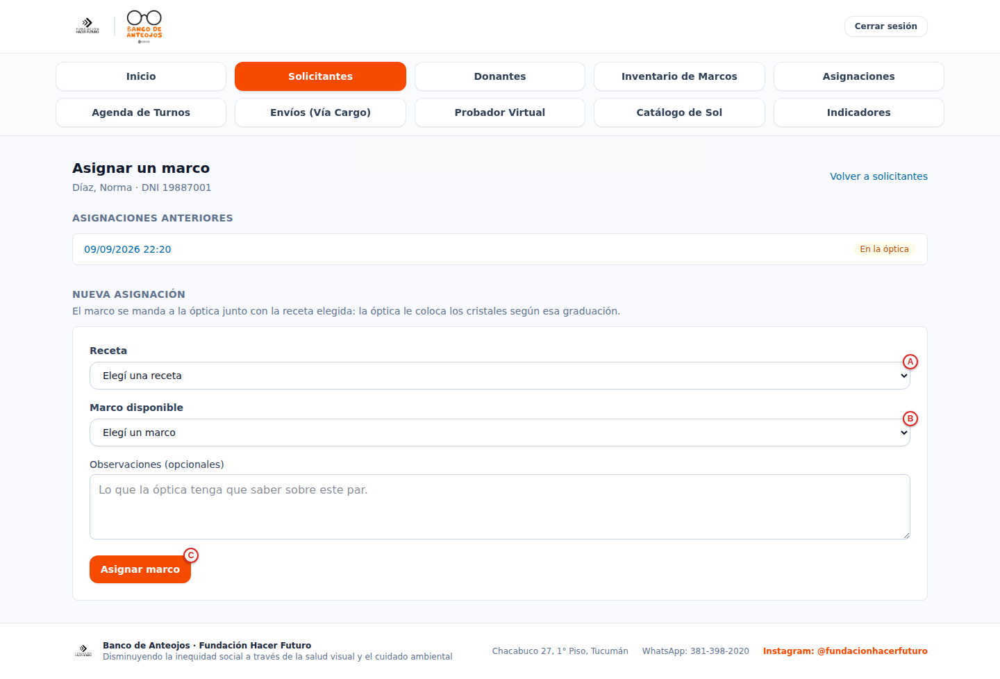 FUNDACIÓN
HACER FUTURO
BANCO DE
ANTEOJOS
Cerrar sesión
Inicio
Solicitantes
Donantes
Inventario de Marcos
Asignaciones
Agenda de Turnos
Envíos (Vía Cargo)
Probador Virtual
Catálogo de Sol
Indicadores
Asignar un marco
Díaz, Norma · DNI 19887001
Volver a solicitantes
ASIGNACIONES ANTERIORES
09/09/2026 22:20
En la óptica
NUEVA ASIGNACIÓN
El marco se manda a la óptica junto con la receta elegida: la óptica le coloca los cristales según esa graduación.
Receta
A
Elegí una receta
Marco disponible
B
Elegí un marco
Observaciones (opcionales)
Lo que la óptica tenga que saber sobre este par.
C
Asignar marco
FUNDACIÓN
HACER FUTURO
Banco de Anteojos · Fundación Hacer Futuro
Disminuyendo la inequidad social a través de la salud visual y el cuidado ambiental
Chacabuco 27, 1° Piso, Tucumán
WhatsApp: 381-398-2020
Instagram: @fundacionhacerfuturo